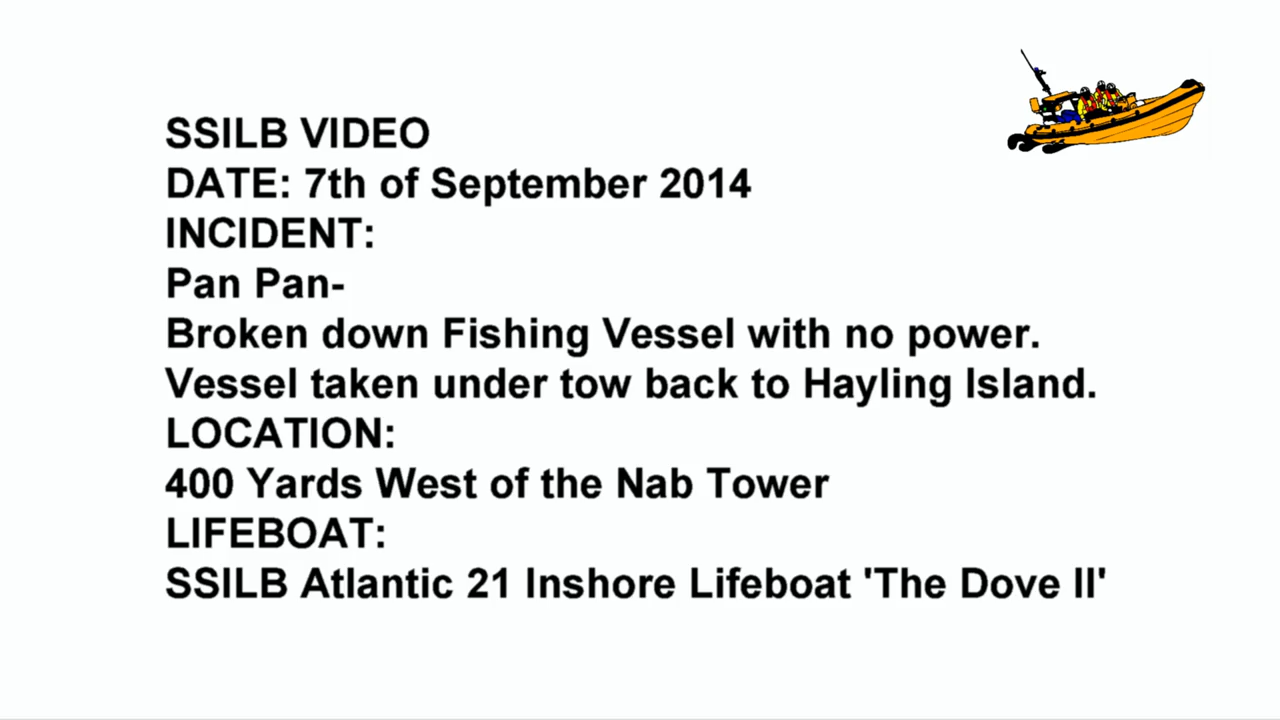 SSILB VIDEO
DATE: 7th of September 2014
INCIDENT:
Pan Pan-
Broken down Fishing Vessel with no power.
Vessel taken under tow back to Hayling Island.
LOCATION:
400 Yards West of the Nab Tower
LIFEBOAT:
SSILB Atlantic 21 Inshore Lifeboat 'The Dove II'